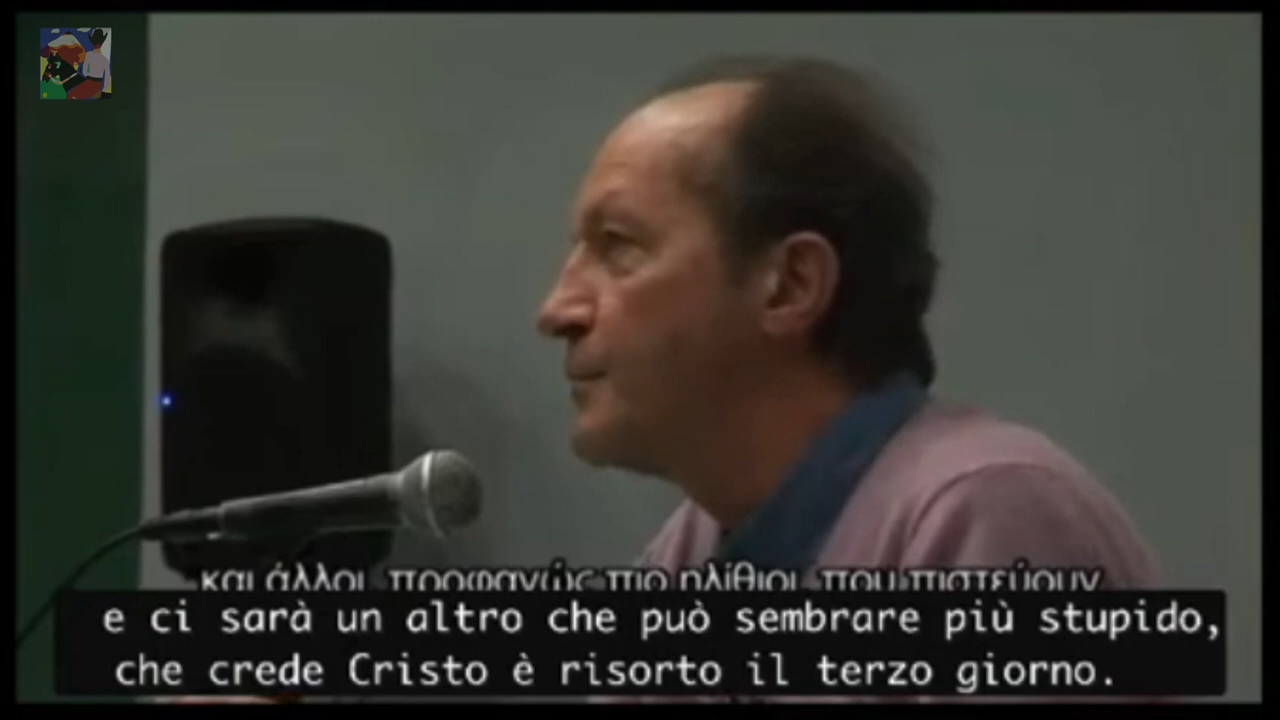 και άλλοι, προφανώς πιο ηλίθιοι, που πιστεύουν
e ci sarà un altro che può sembrare più stupido,
che crede Cristo è risorto il terzo giorno.